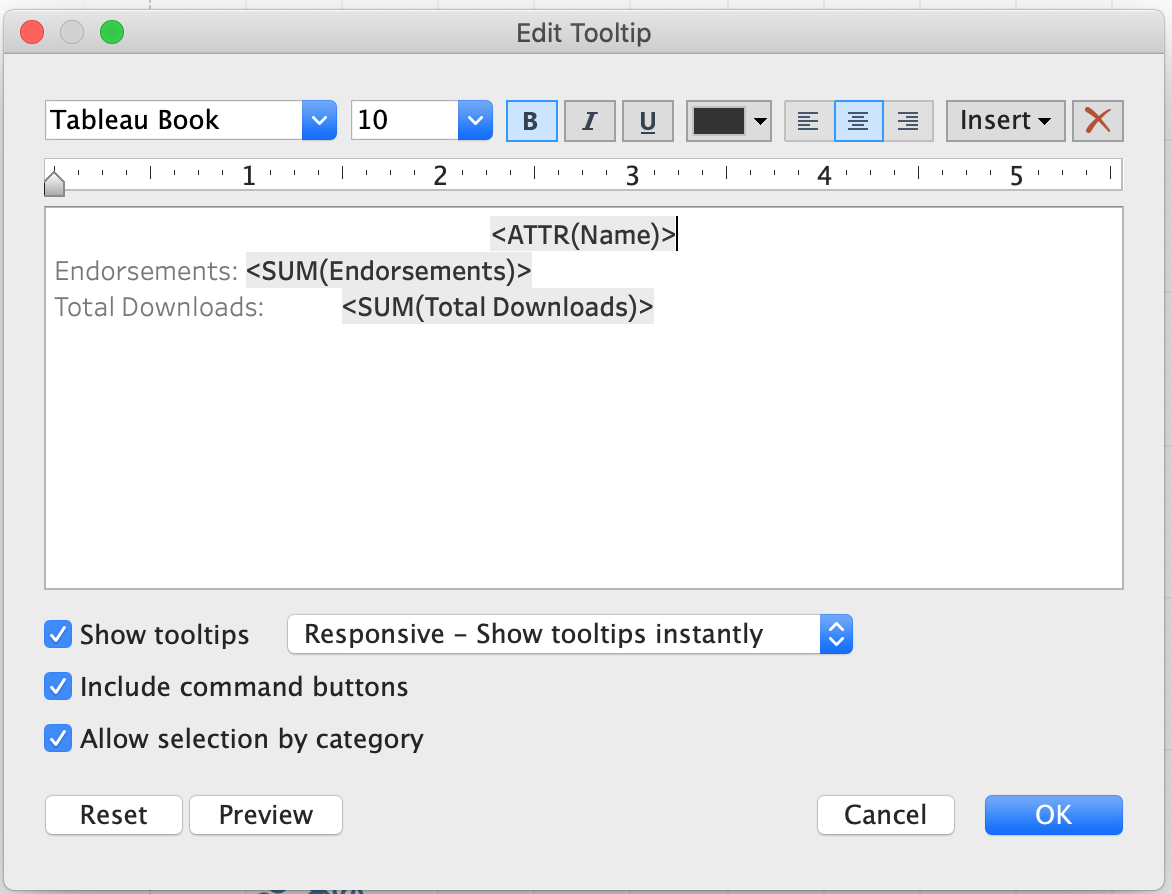 Edit Tooltip
Tableau Book 10 B I U Insert
1 2 3 4 5
<ATTR(Name)>
Endorsements: <SUM(Endorsements)>
Total Downloads: <SUM(Total Downloads)>
Show tooltips Responsive – Show tooltips instantly
Include command buttons
Allow selection by category
Reset Preview Cancel OK